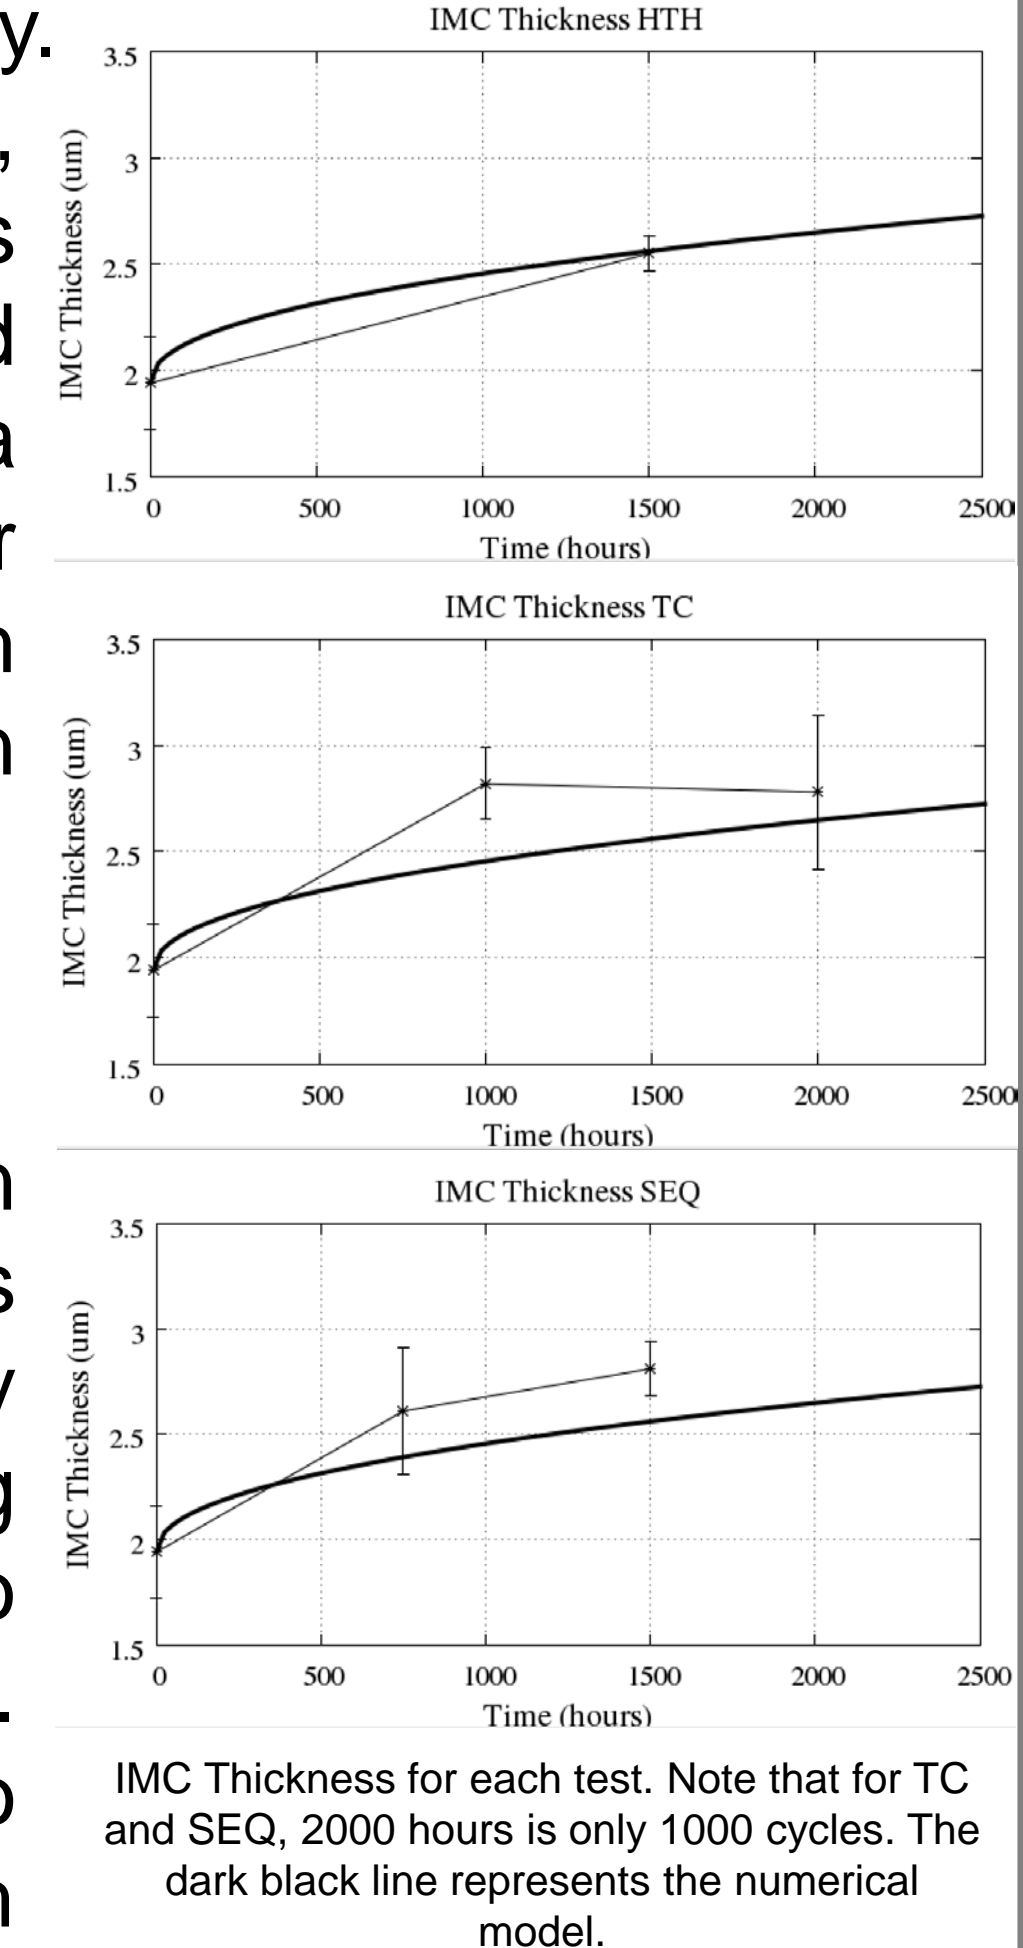 y.
,
s
d
a
r
n
n
n
s
y
g
o
.
o
n
IMC Thickness HTH
IMC Thickness (um)
3.5
3
2.5
2
1.5
0 500 1000 1500 2000 2500
Time (hours)
IMC Thickness TC
IMC Thickness (um)
3.5
3
2.5
2
1.5
0 500 1000 1500 2000 2500
Time (hours)
IMC Thickness SEQ
IMC Thickness (um)
3.5
3
2.5
2
1.5
0 500 1000 1500 2000 2500
Time (hours)
IMC Thickness for each test. Note that for TC
and SEQ, 2000 hours is only 1000 cycles. The
dark black line represents the numerical
model.